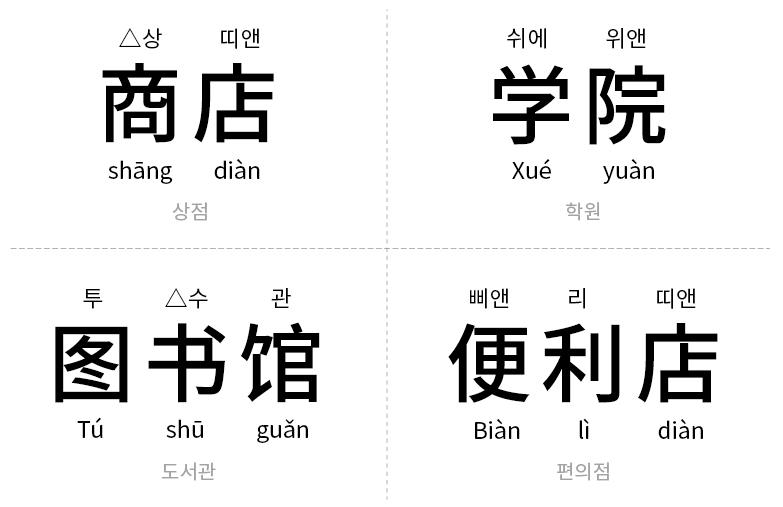 △상 띠앤
商店
shāng diàn
상점
쉬에 위앤
学院
Xué yuàn
학원
투 △수 관
图书馆
Tú shū guǎn
도서관
삐앤 리 띠앤
便利店
Biàn lì diàn
편의점